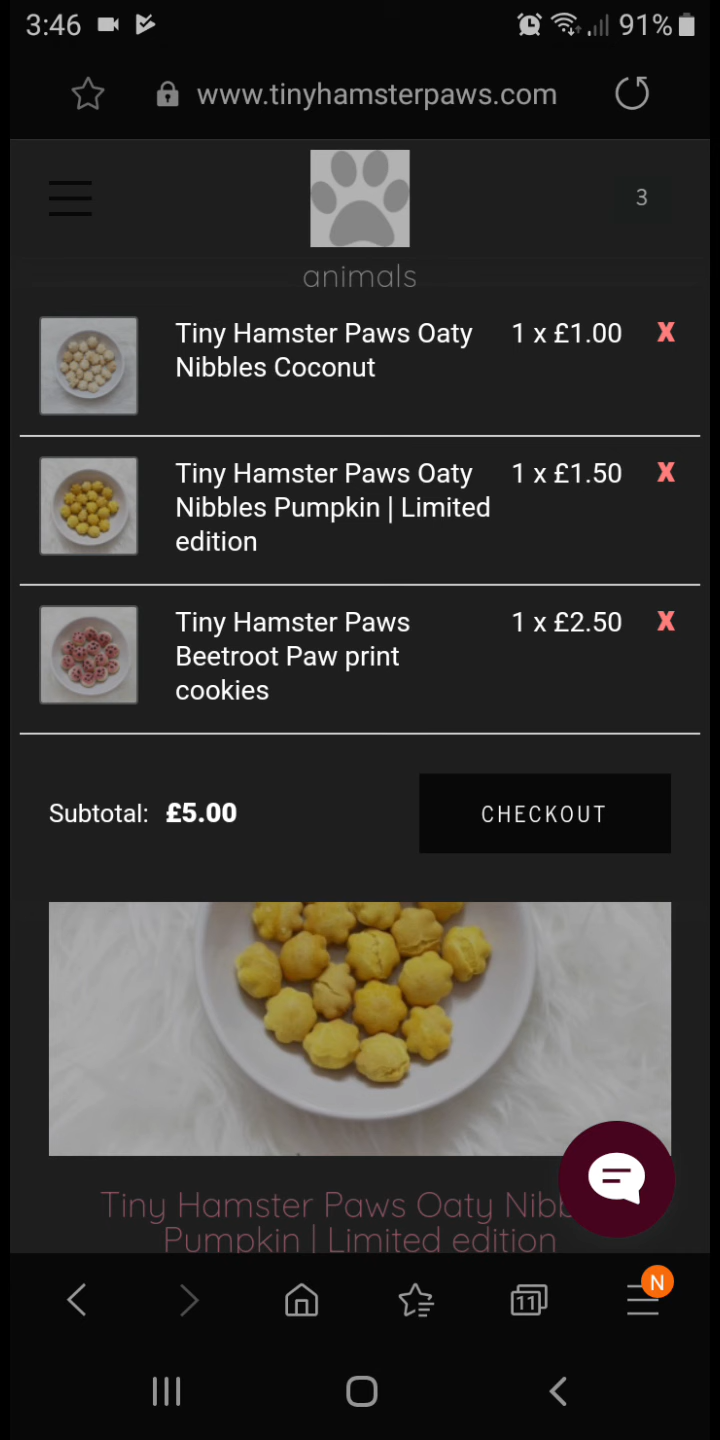 3:46
91%
www.tinyhamsterpaws.com
3
animals
Tiny Hamster Paws Oaty
Nibbles Coconut
1 x £1.00
X
Tiny Hamster Paws Oaty
Nibbles Pumpkin | Limited
edition
1 x £1.50
X
Tiny Hamster Paws
Beetroot Paw print
cookies
1 x £2.50
X
Subtotal: £5.00
CHECKOUT
Tiny Hamster Paws Oaty Nibb
Pumpkin | Limited edition
11
N